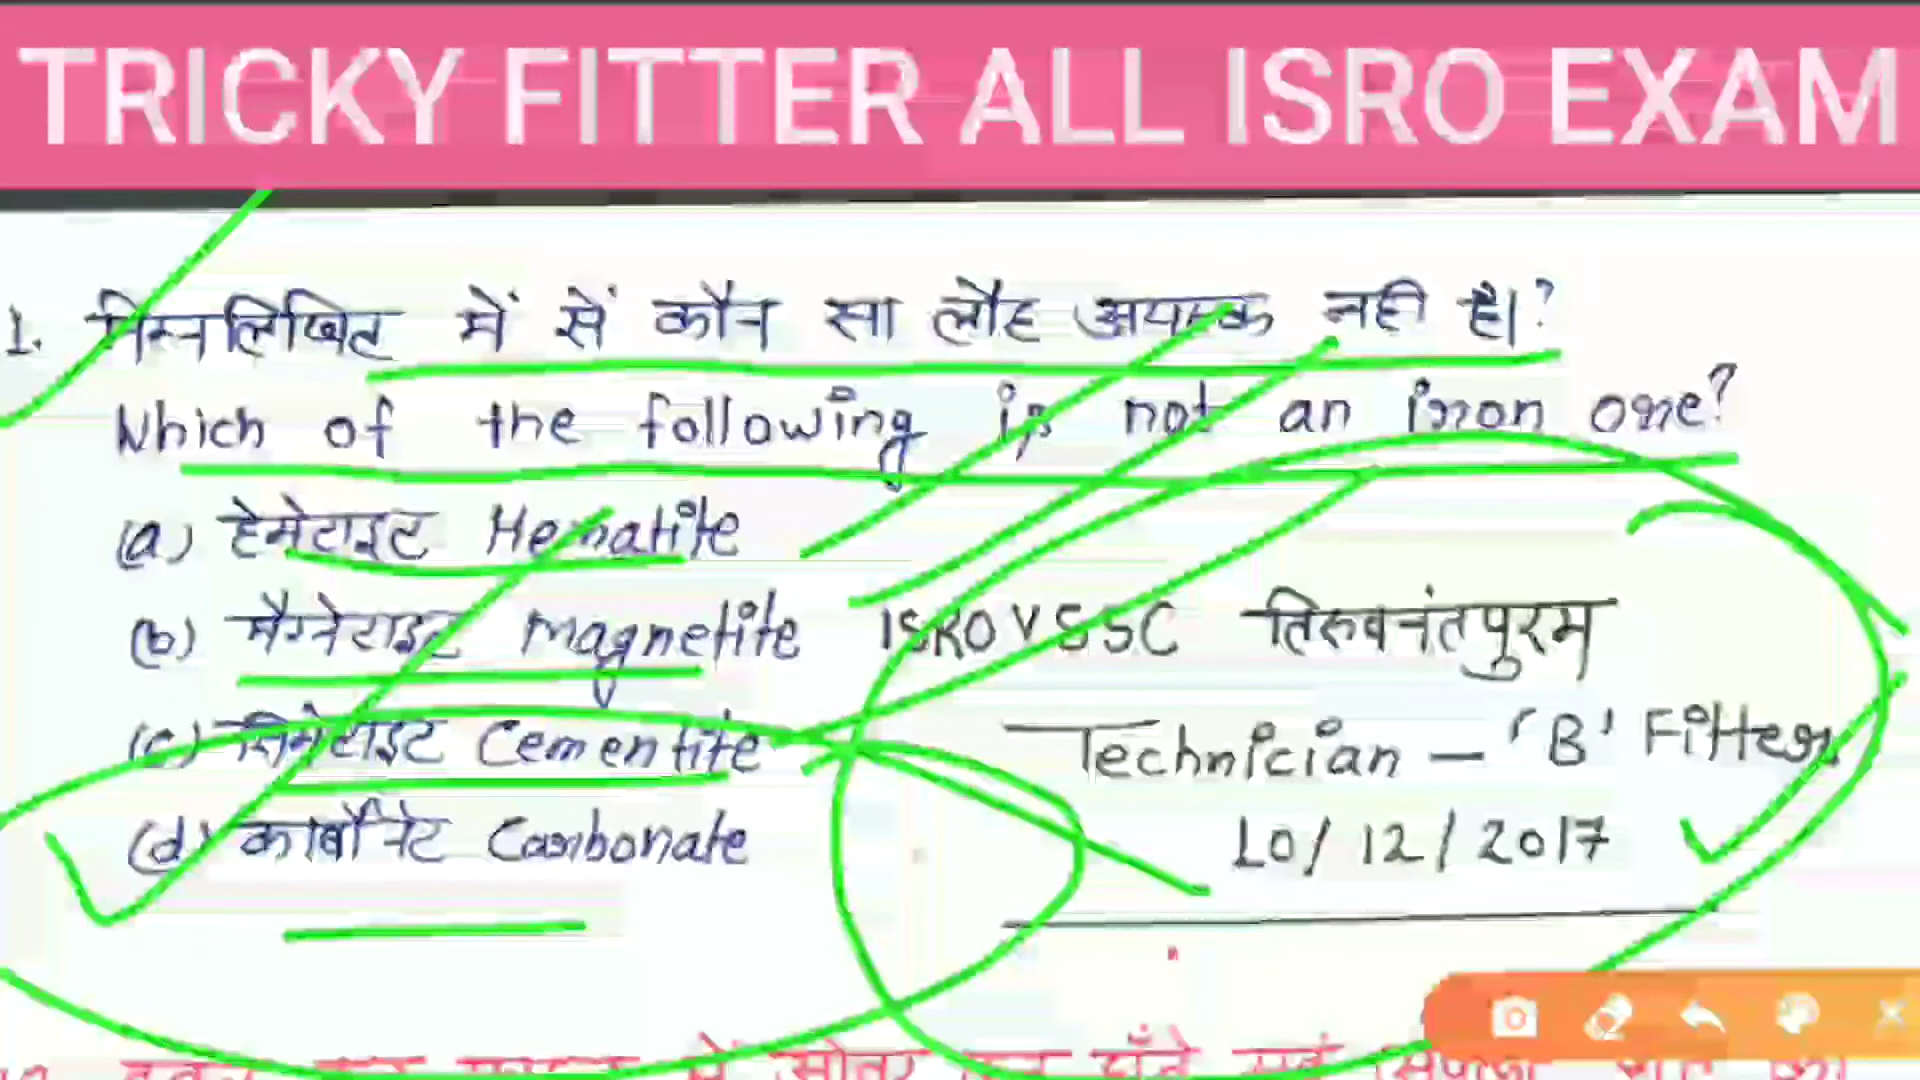 TRICKY FITTER ALL ISRO EXAM
1. निम्नलिखित में सें कौन सा लौह अयस्क नही है।?
Which of the following is not an iron ore?
(a) हेमेटाइट Hematite
(b) मैग्नेटाइट Magnetite
(c) सिमेंटाइट Cementite
(d) कार्बोनेट Carbonate
ISRO VSSC तिरुवनंतपुरम
Technician - 'B' Fitter
10/12/2017
में